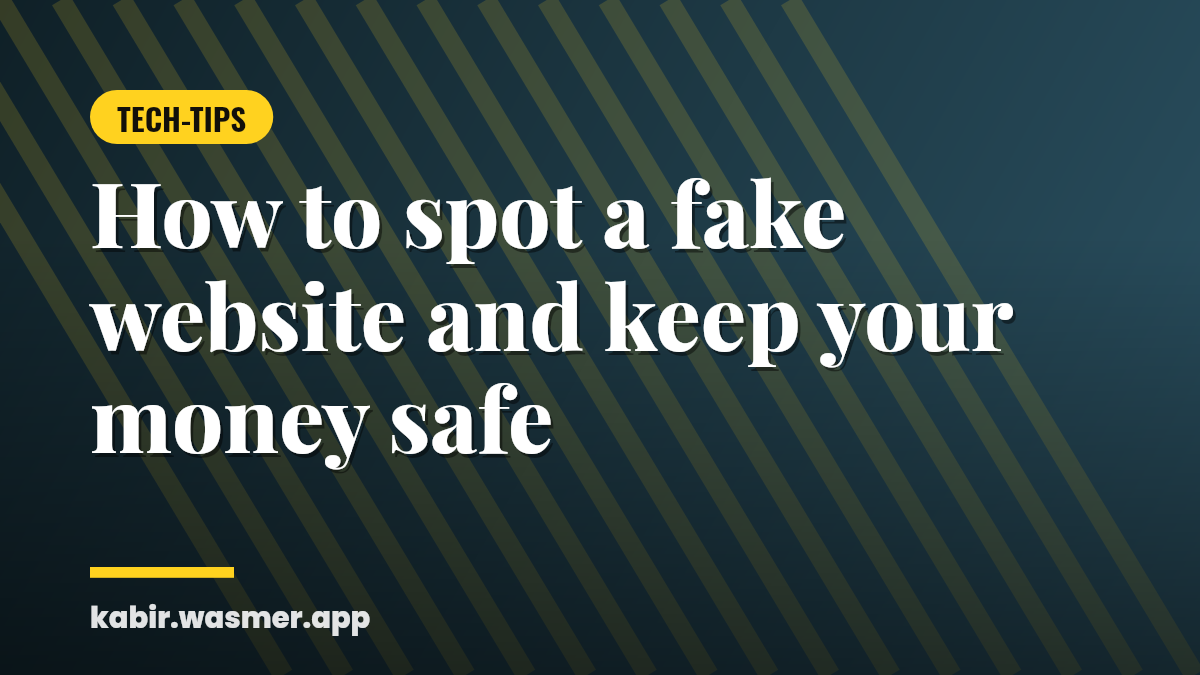 TECH-TIPS
How to spot a fake
website and keep your
money safe
kabir.wasmer.app